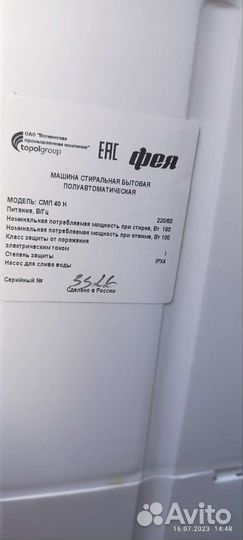 ОАО "Воткинская
промышленная компания"
topolgroup
EAC
фея
МАШИНА СТИРАЛЬНАЯ БЫТОВАЯ
ПОЛУАВТОМАТИЧЕСКАЯ
МОДЕЛЬ: СМП 40 Н
Питание, В/Гц 220/50
Номинальная потребляемая мощность при стирке, Вт 180
Номинальная потребляемая мощность при отжиме, Вт 100
Класс защиты от поражения
электрическим током I
Степень защиты IPX4
Насос для слива воды
Серийный №
Сделано в России
Avito
16.07.2023 14:48